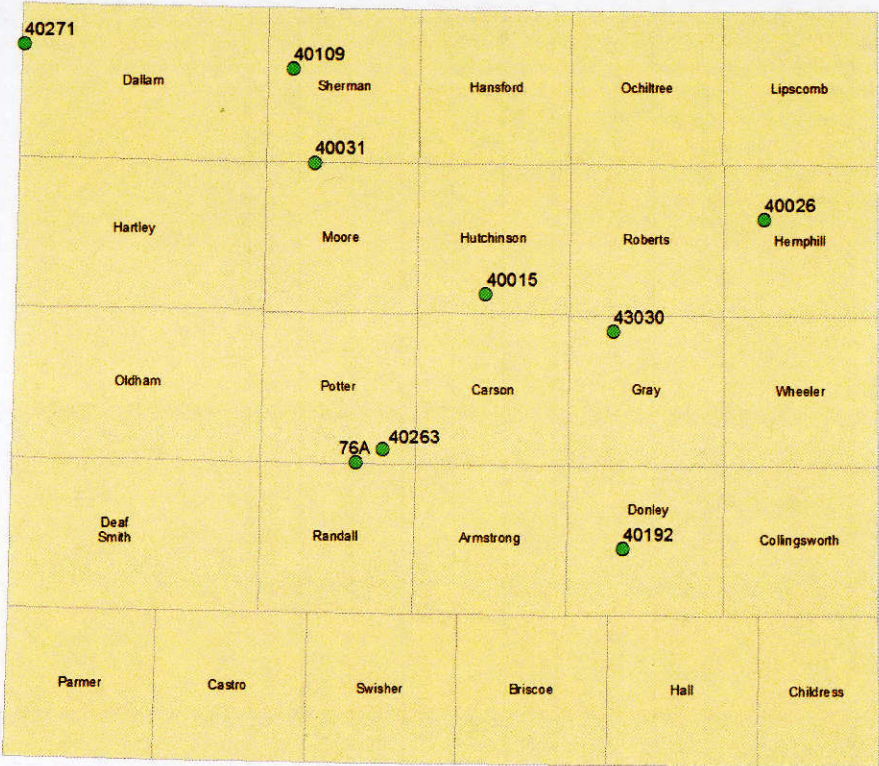 40271
40109
Dallam
Sherman
Hansford
Ochiltree
Lipscomb
40031
40026
Hartley
Moore
Hutchinson
Roberts
Hemphill
40015
43030
Oldham
Potter
Carson
Gray
Wheeler
76A
40263
Deaf
Smith
Randall
Armstrong
Donley
40192
Collingsworth
Parmer
Castro
Swisher
Briscoe
Hall
Childress